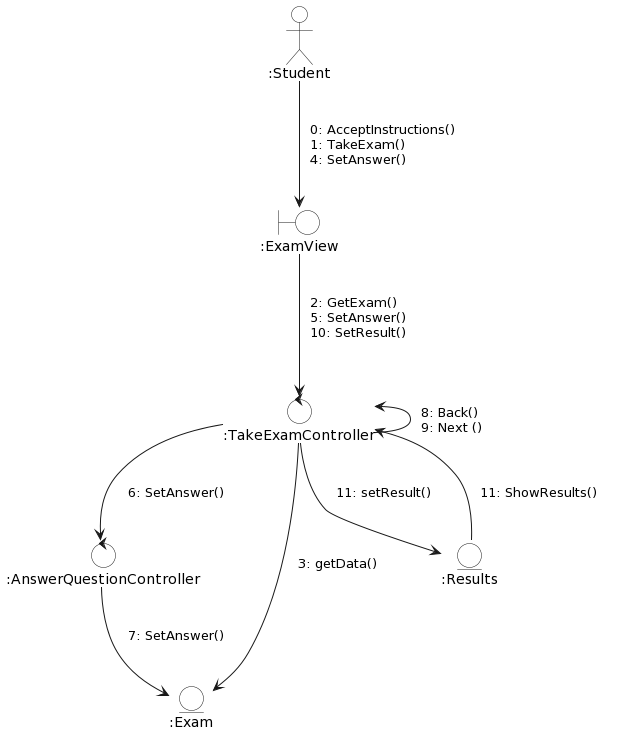 :Student
0: AcceptInstructions()
1: TakeExam()
4: SetAnswer()
:ExamView
2: GetExam()
5: SetAnswer()
10: SetResult()
:TakeExamController
8: Back()
9: Next ()
6: SetAnswer()
11: setResult()
11: ShowResults()
3: getData()
:AnswerQuestionController
:Results
7: SetAnswer()
:Exam